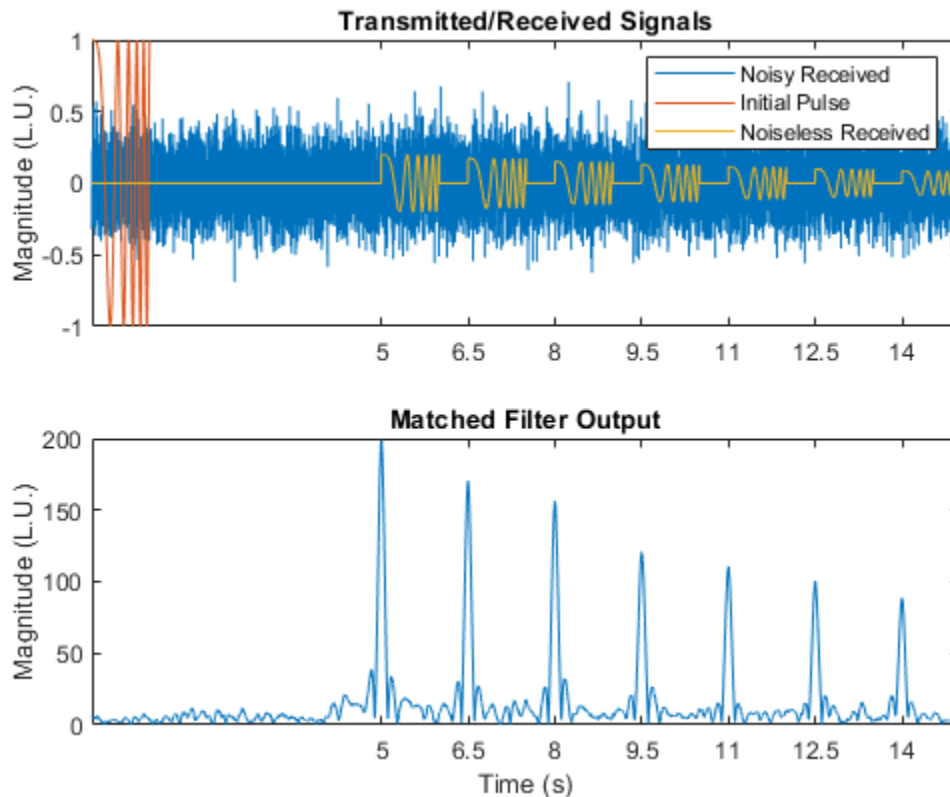 Transmitted/Received Signals
Magnitude (L.U.)
1
0.5
0
-0.5
-1
Noisy Received
Initial Pulse
Noiseless Received
5 6.5 8 9.5 11 12.5 14
Matched Filter Output
Magnitude (L.U.)
200
150
100
50
0
5 6.5 8 9.5 11 12.5 14
Time (s)